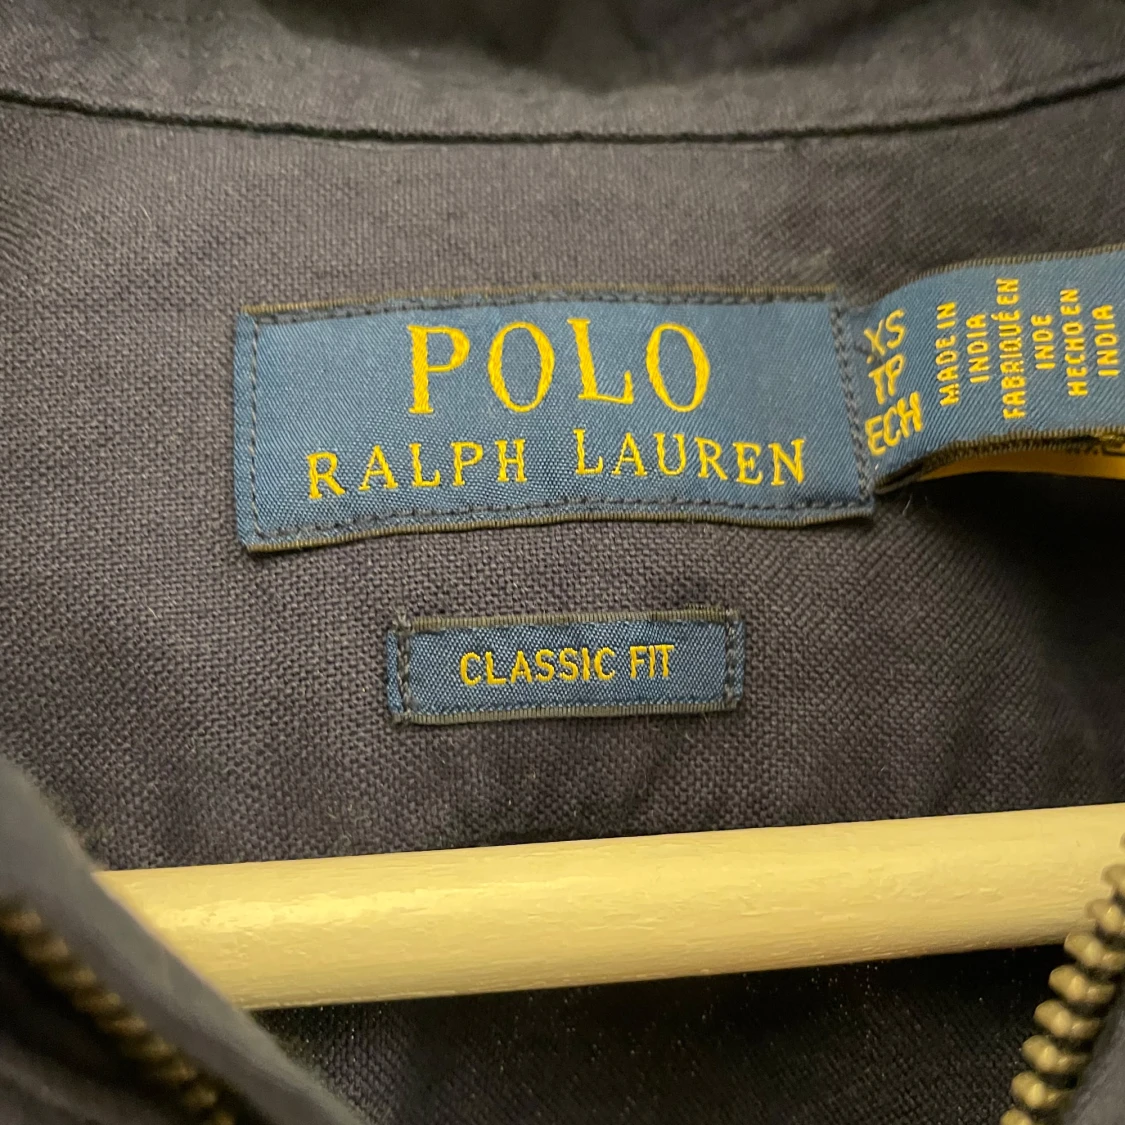 POLO
RALPH LAUREN
CLASSIC FIT
XS
TP
ECH
MADE IN
INDIA
FABRIQUÉ EN
INDE
HECHO EN
INDIA